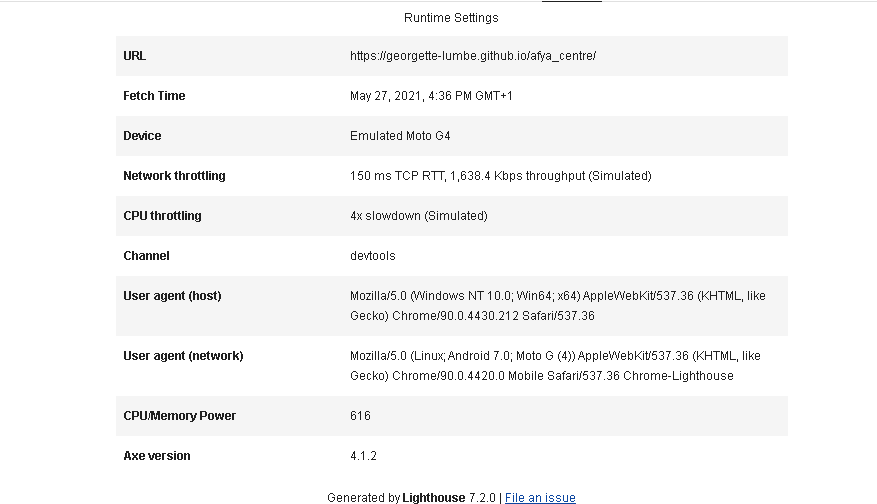 Runtime Settings
URL https://georgette-lumbe.github.io/afya_centre/
Fetch Time May 27, 2021, 4:36 PM GMT+1
Device Emulated Moto G4
Network throttling 150 ms TCP RTT, 1,638.4 Kbps throughput (Simulated)
CPU throttling 4x slowdown (Simulated)
Channel devtools
User agent (host) Mozilla/5.0 (Windows NT 10.0; Win64; x64) AppleWebKit/537.36 (KHTML, like
Gecko) Chrome/90.0.4430.212 Safari/537.36
User agent (network) Mozilla/5.0 (Linux; Android 7.0; Moto G (4)) AppleWebKit/537.36 (KHTML, like
Gecko) Chrome/90.0.4420.0 Mobile Safari/537.36 Chrome-Lighthouse
CPU/Memory Power 616
Axe version 4.1.2
Generated by Lighthouse 7.2.0 | File an issue